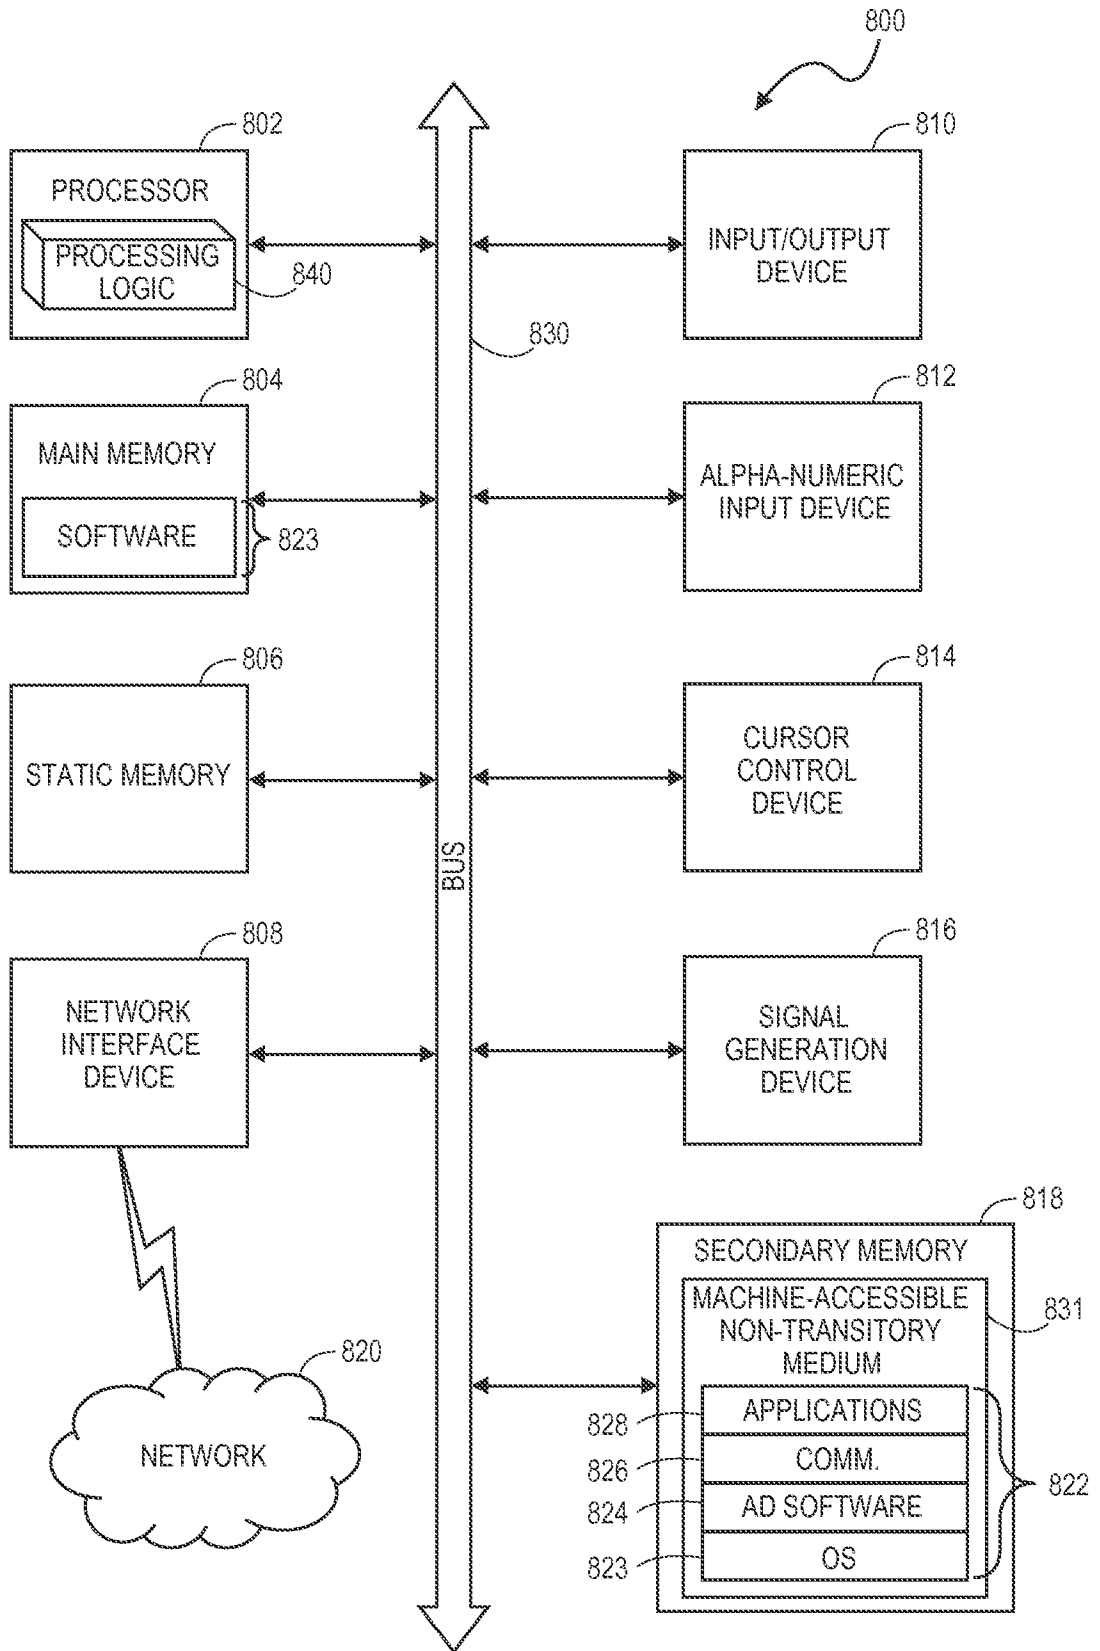 800
802
PROCESSOR
PROCESSING
LOGIC
840
810
INPUT/OUTPUT
DEVICE
830
804
MAIN MEMORY
SOFTWARE
823
812
ALPHA-NUMERIC
INPUT DEVICE
806
STATIC MEMORY
814
CURSOR
CONTROL
DEVICE
BUS
808
NETWORK
INTERFACE
DEVICE
816
SIGNAL
GENERATION
DEVICE
820
NETWORK
818
SECONDARY MEMORY
MACHINE-ACCESSIBLE
NON-TRANSITORY
MEDIUM
831
828
APPLICATIONS
826
COMM.
824
AD SOFTWARE
823
OS
822